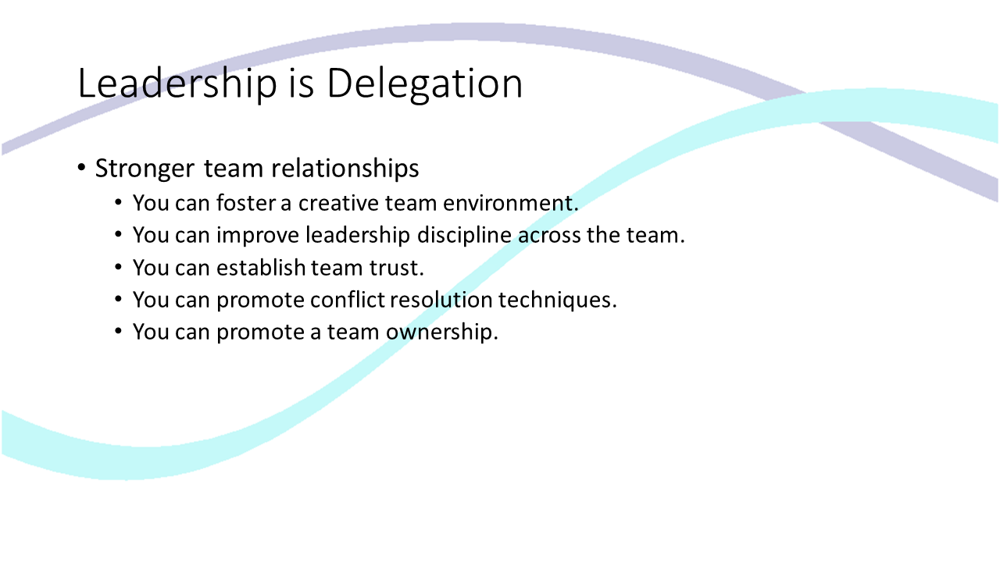 Leadership is Delegation
• Stronger team relationships
• You can foster a creative team environment.
• You can improve leadership discipline across the team.
• You can establish team trust.
• You can promote conflict resolution techniques.
• You can promote a team ownership.